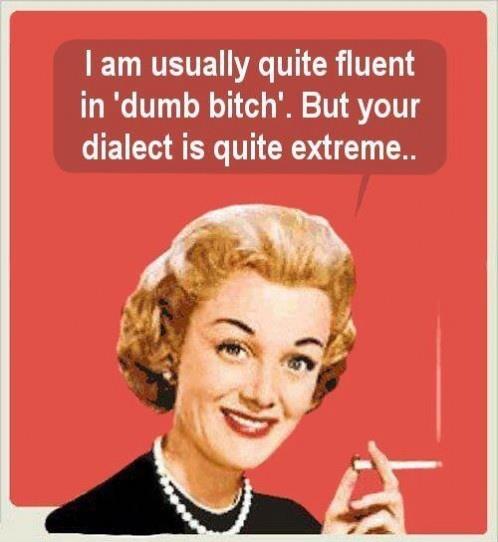 I am usually quite fluent
in 'dumb bitch'. But your
dialect is quite extreme..